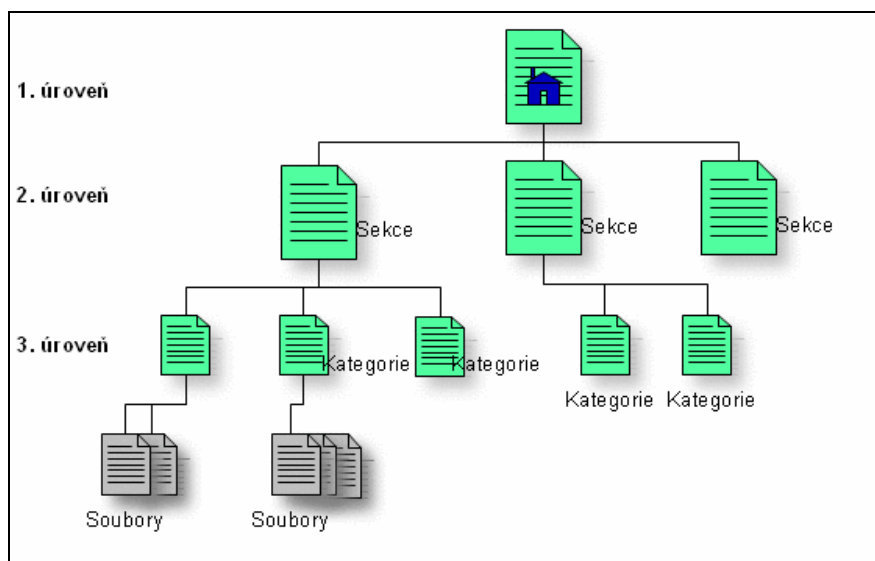 1. úroveň
2. úroveň
Sekce
Sekce
Sekce
3. úroveň
Kategorie
Kategorie
Kategorie
Kategorie
Soubory
Soubory